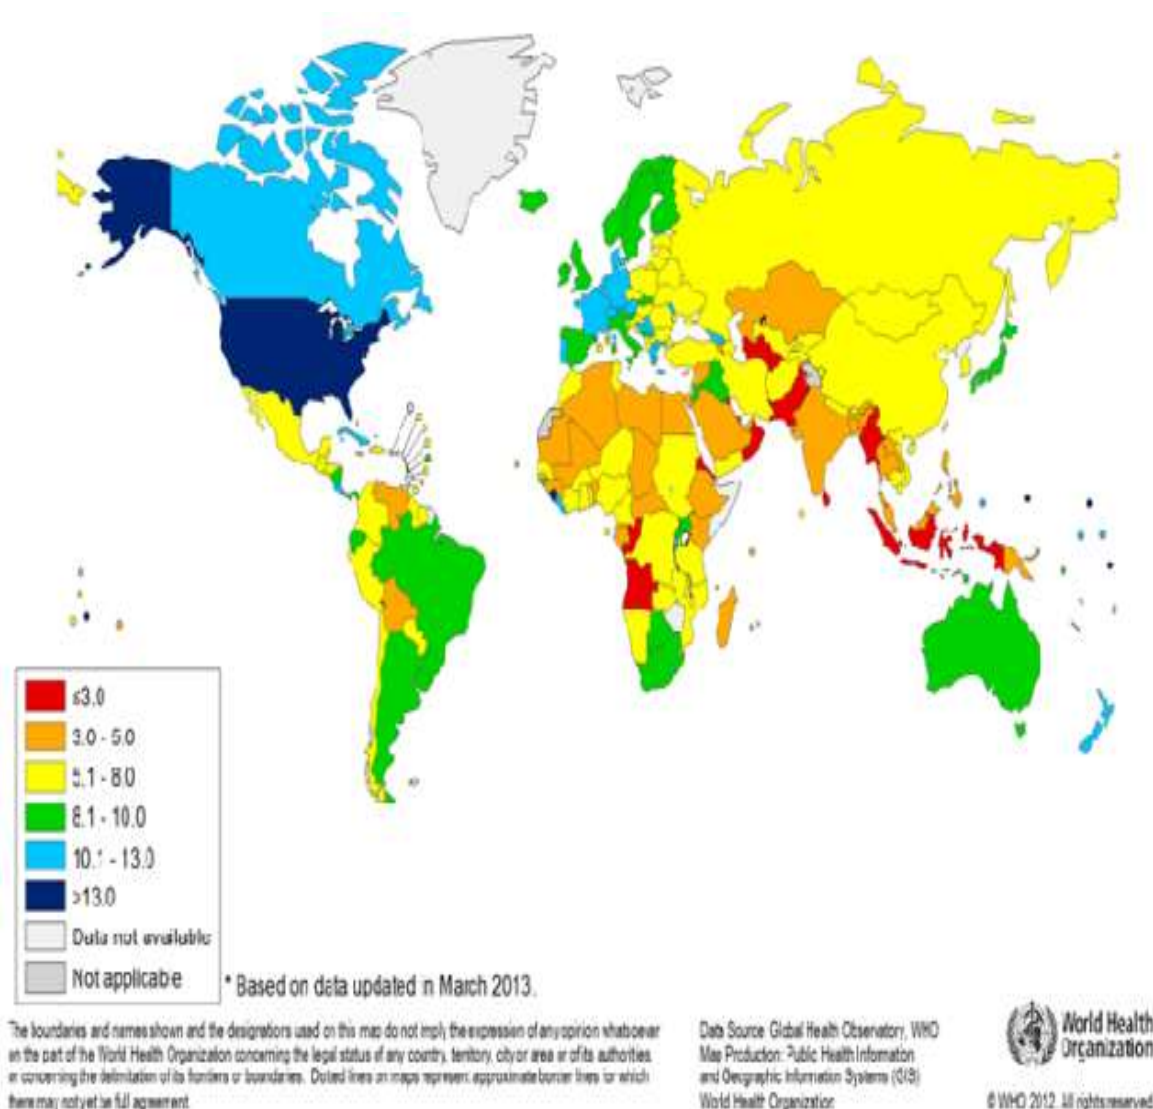 ≤3.0
3.0 - 5.0
5.1 - 8.0
8.1 - 10.0
10.1 - 13.0
>13.0
Data not available
Not applicable
* Based on data updated in March 2013.
The boundaries and names shown and the designations used on this map do not imply the expression of any opinion whatsoever
on the part of the World Health Organization concerning the legal status of any country, territory, city or area or of its authorities,
or concerning the delimitation of its frontiers or boundaries. Dotted lines on maps represent approximate border lines for which
there may not yet be full agreement.
Data Source: Global Health Observatory, WHO
Map Production: Public Health Information
and Geographic Information Systems (GIS)
World Health Organization
World Health
Organization
© WHO 2012. All rights reserved.